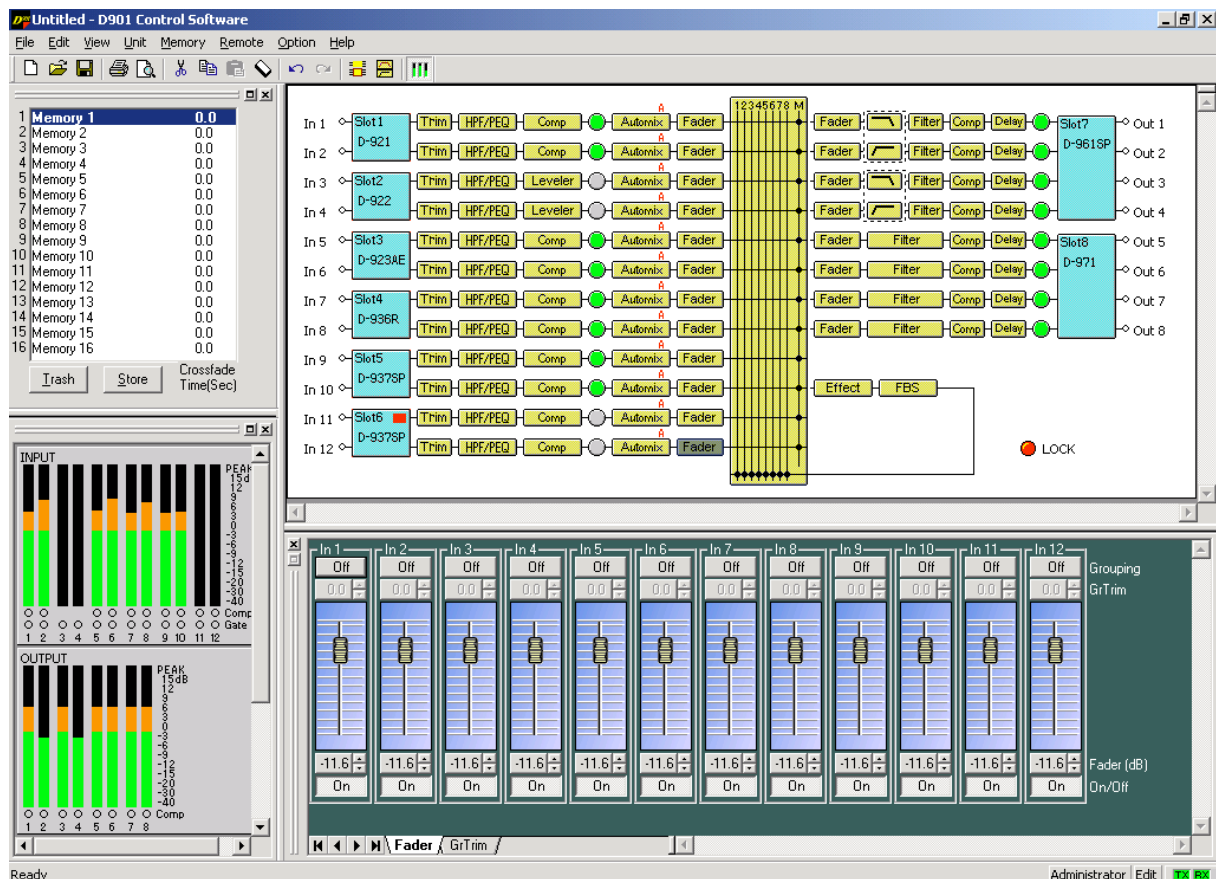 Untitled - D901 Control Software
File Edit View Unit Memory Remote Option Help
1 Memory 1 0.0
2 Memory 2 0.0
3 Memory 3 0.0
4 Memory 4 0.0
5 Memory 5 0.0
6 Memory 6 0.0
7 Memory 7 0.0
8 Memory 8 0.0
9 Memory 9 0.0
10 Memory 10 0.0
11 Memory 11 0.0
12 Memory 12 0.0
13 Memory 13 0.0
14 Memory 14 0.0
15 Memory 15 0.0
16 Memory 16 0.0
Trash Store Crossfade
Time(Sec)
12345678 M
A
In 1 Slot1 Trim HPF/PEQ Comp Automix Fader Fader Filter Comp Delay Slot7 Out 1
D-921 D-961SP
A
In 2 Trim HPF/PEQ Comp Automix Fader Fader Filter Comp Delay Out 2
A
In 3 Slot2 Trim HPF/PEQ Leveler Automix Fader Fader Filter Comp Delay Out 3
D-922
A
In 4 Trim HPF/PEQ Leveler Automix Fader Fader Filter Comp Delay Out 4
A
In 5 Slot3 Trim HPF/PEQ Comp Automix Fader Fader Filter Comp Delay Slot8 Out 5
D-923AE D-971
A
In 6 Trim HPF/PEQ Comp Automix Fader Fader Filter Comp Delay Out 6
A
In 7 Slot4 Trim HPF/PEQ Comp Automix Fader Fader Filter Comp Delay Out 7
D-936R
A
In 8 Trim HPF/PEQ Comp Automix Fader Fader Filter Comp Delay Out 8
A
In 9 Slot5 Trim HPF/PEQ Comp Automix Fader
D-937SP
A
In 10 Trim HPF/PEQ Comp Automix Fader Effect FBS
A
In 11 Slot6 Trim HPF/PEQ Comp Automix Fader
D-937SP
A
In 12 Trim HPF/PEQ Comp Automix Fader LOCK
INPUT
PEAK
15d
12
9
6
3
0
-3
-6
-9
-12
-15
-20
-30
-40
Comp
Gate
1 2 3 4 5 6 7 8 9 10 11 12
OUTPUT
PEAK
15dB
12
9
6
3
0
-3
-6
-9
-12
-15
-20
-30
-40
Comp
1 2 3 4 5 6 7 8
In 1 In 2 In 3 In 4 In 5 In 6 In 7 In 8 In 9 In 10 In 11 In 12
Off Off Off Off Off Off Off Off Off Off Off Off Grouping
0.0 0.0 0.0 0.0 0.0 0.0 0.0 0.0 0.0 0.0 0.0 0.0 GrTrim
-11.6 -11.6 -11.6 -11.6 -11.6 -11.6 -11.6 -11.6 -11.6 -11.6 -11.6 -11.6 Fader (dB)
On On On On On On On On On On On On On/Off
Fader GrTrim
Ready Administrator Edit TX RX